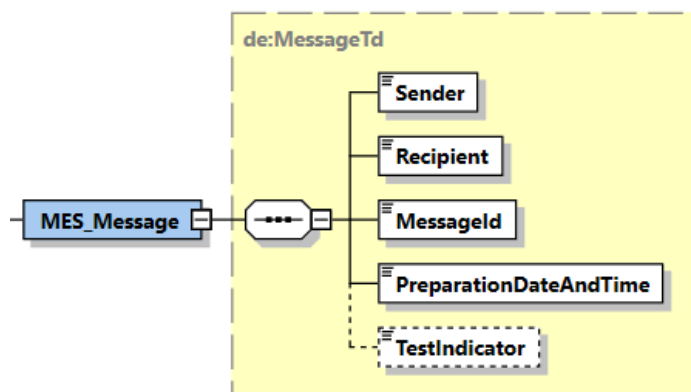 de:MessageTd
Sender
Recipient
MES_Message
MessageId
PreparationDateAndTime
TestIndicator